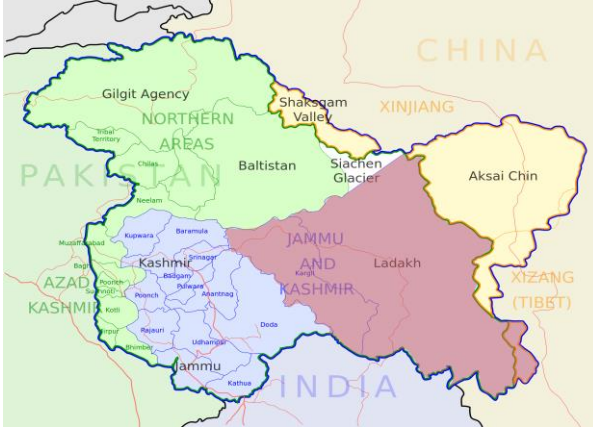 CHINA
Gilgit Agency
Shaksgam
Valley
XINJIANG
NORTHERN
AREAS
Tribal
Territory
Chilas
Baltistan
Siachen
Glacier
Aksai Chin
PAKISTAN
Neelam
Kupwara
Baramula
Muzaffarabad
Srinagar
JAMMU
AND
KASHMIR
Kashmir
Ladakh
Kargil
Bagh
Badgam
Pulwara
AZAD
KASHMIR
Poonch
Poonch
Anantnag
XIZANG
(TIBET)
Kotli
Rajauri
Doda
Udhampur
Bhimber
Jammu
Kathua
INDIA